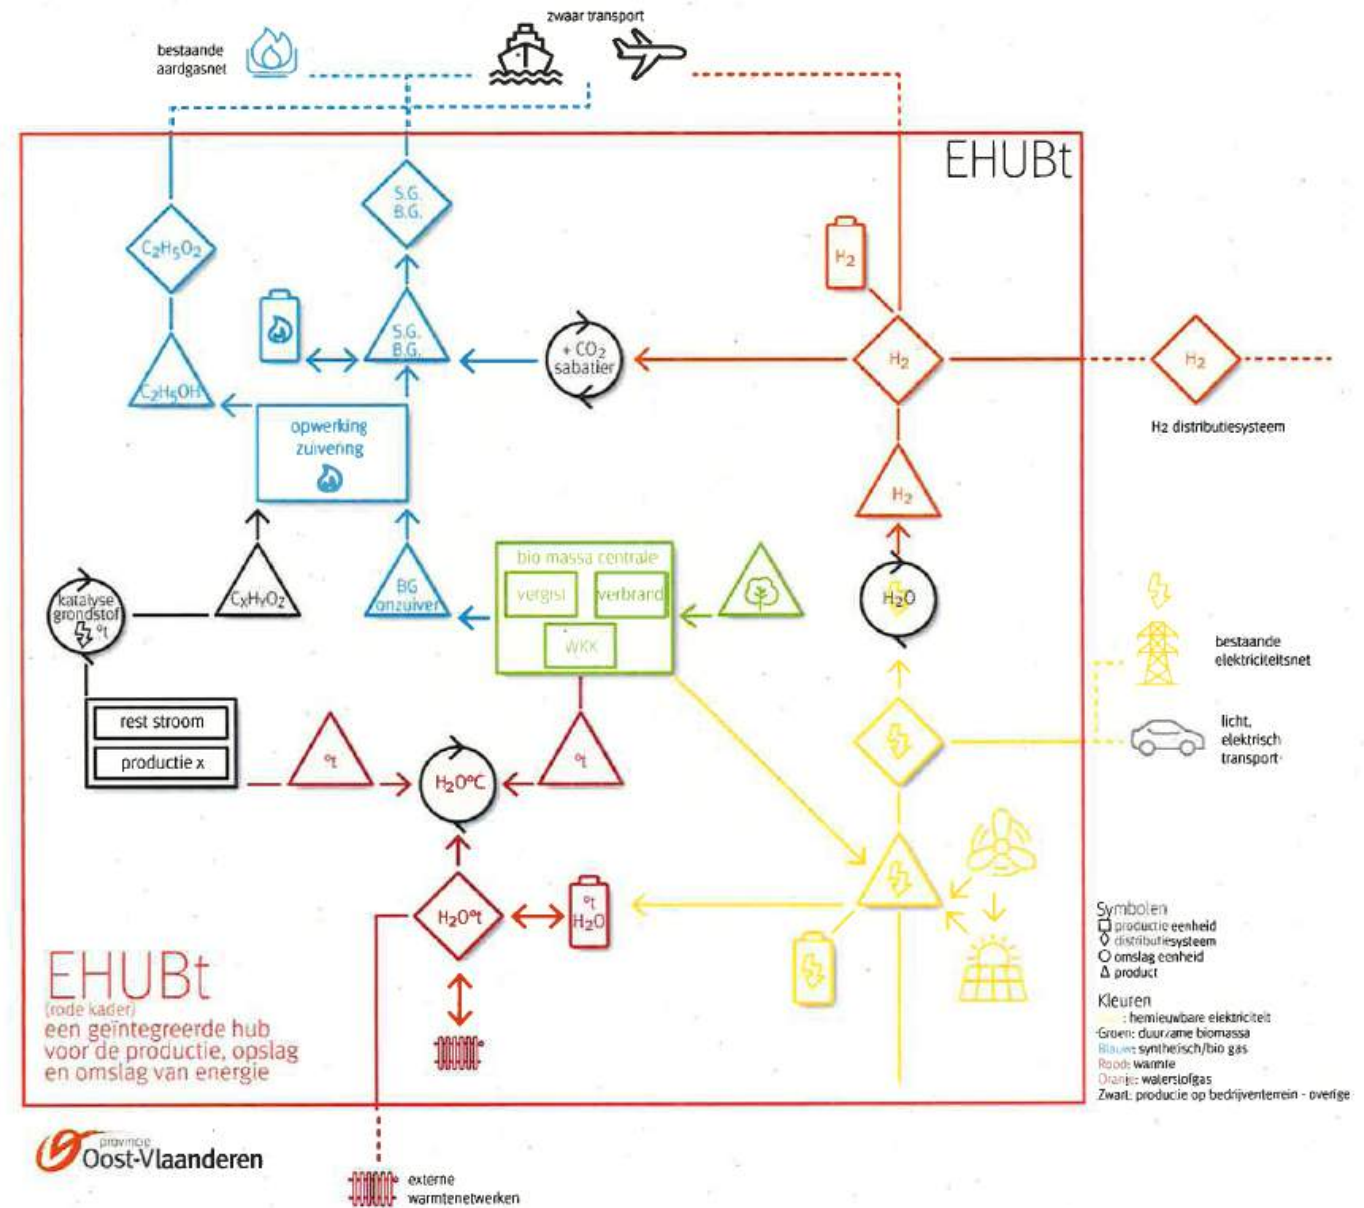 zwaar transport
bestaande
aardgasnet
EHUBt
S.G.
B.G.
C₂H₅O₂
H₂
S.G.
B.G.
+ CO₂
sabatier
H₂
H₂
H₂ distributiesysteem
C₂H₅OH
opwerking
zuivering
H₂
bio massa centrale
vergist
verbrand
WKK
BG
onzuiver
CxHyO₂
katalyse
grondstof
°t
H₂O
bestaande
elektriciteitsnet
rest stroom
productie x
°t
H₂O°C
°t
licht,
elektrisch
transport
H₂O°t
°t
H₂O
EHUBt
(rode kader)
een geïntegreerde hub
voor de productie, opslag
en omslag van energie
Symbolen
productie eenheid
distributiesysteem
omslag eenheid
product
Kleuren
: hernieuwbare elektriciteit
Groen: duurzame biomassa
Blauw: synthetisch/bio gas
Rood: warmte
Oranje: waterstofgas
Zwart: productie op bedrijventerrein - overige
provincie
Oost-Vlaanderen
externe
warmtenetwerken